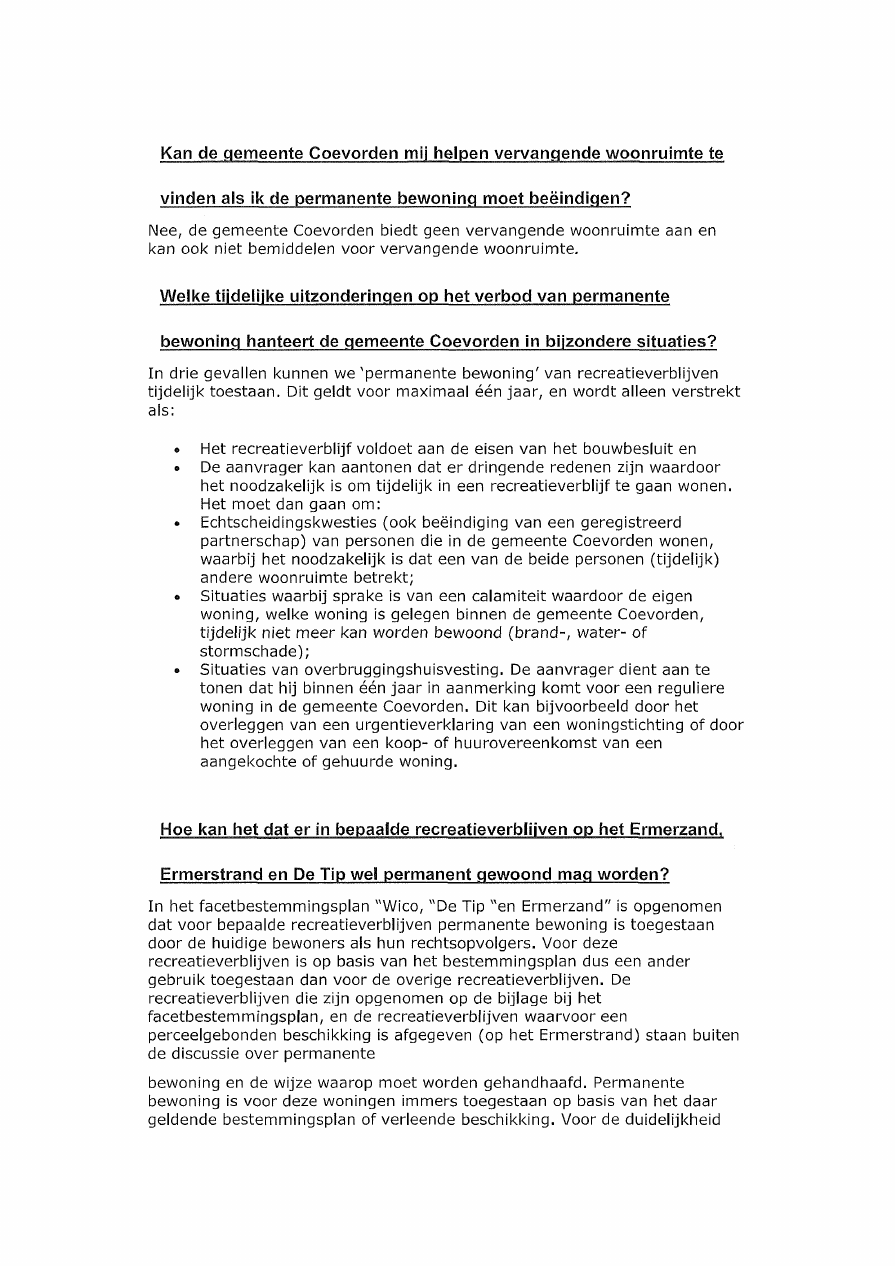 Kan de gemeente Coevorden mij helpen vervangende woonruimte te
vinden als ik de permanente bewoning moet beëindigen?
Nee, de gemeente Coevorden biedt geen vervangende woonruimte aan en
kan ook niet bemiddelen voor vervangende woonruimte.
Welke tijdelijke uitzonderingen op het verbod van permanente
bewoning hanteert de gemeente Coevorden in bijzondere situaties?
In drie gevallen kunnen we ‘permanente bewoning’ van recreatieverblijven
tijdelijk toestaan. Dit geldt voor maximaal één jaar, en wordt alleen verstrekt
als:
• Het recreatieverblijf voldoet aan de eisen van het bouwbesluit en
• De aanvrager kan aantonen dat er dringende redenen zijn waardoor
het noodzakelijk is om tijdelijk in een recreatieverblijf te gaan wonen.
Het moet dan gaan om:
• Echtscheidingskwesties (ook beëindiging van een geregistreerd
partnerschap) van personen die in de gemeente Coevorden wonen,
waarbij het noodzakelijk is dat een van de beide personen (tijdelijk)
andere woonruimte betrekt;
• Situaties waarbij sprake is van een calamiteit waardoor de eigen
woning, welke woning is gelegen binnen de gemeente Coevorden,
tijdelijk niet meer kan worden bewoond (brand-, water- of
stormschade);
• Situaties van overbruggingshuisvesting. De aanvrager dient aan te
tonen dat hij binnen één jaar in aanmerking komt voor een reguliere
woning in de gemeente Coevorden. Dit kan bijvoorbeeld door het
overleggen van een urgentieverklaring van een woningstichting of door
het overleggen van een koop- of huurovereenkomst van een
aangekochte of gehuurde woning.
Hoe kan het dat er in bepaalde recreatieverblijven op het Ermerzand,
Ermerstrand en De Tip wel permanent gewoond mag worden?
In het facetbestemmingsplan "Wico, "De Tip "en Ermerzand" is opgenomen
dat voor bepaalde recreatieverblijven permanente bewoning is toegestaan
door de huidige bewoners als hun rechtsopvolgers. Voor deze
recreatieverblijven is op basis van het bestemmingsplan dus een ander
gebruik toegestaan dan voor de overige recreatieverblijven. De
recreatieverblijven die zijn opgenomen op de bijlage bij het
facetbestemmingsplan, en de recreatieverblijven waarvoor een
perceelgebonden beschikking is afgegeven (op het Ermerstrand) staan buiten
de discussie over permanente
bewoning en de wijze waarop moet worden gehandhaafd. Permanente
bewoning is voor deze woningen immers toegestaan op basis van het daar
geldende bestemmingsplan of verleende beschikking. Voor de duidelijkheid